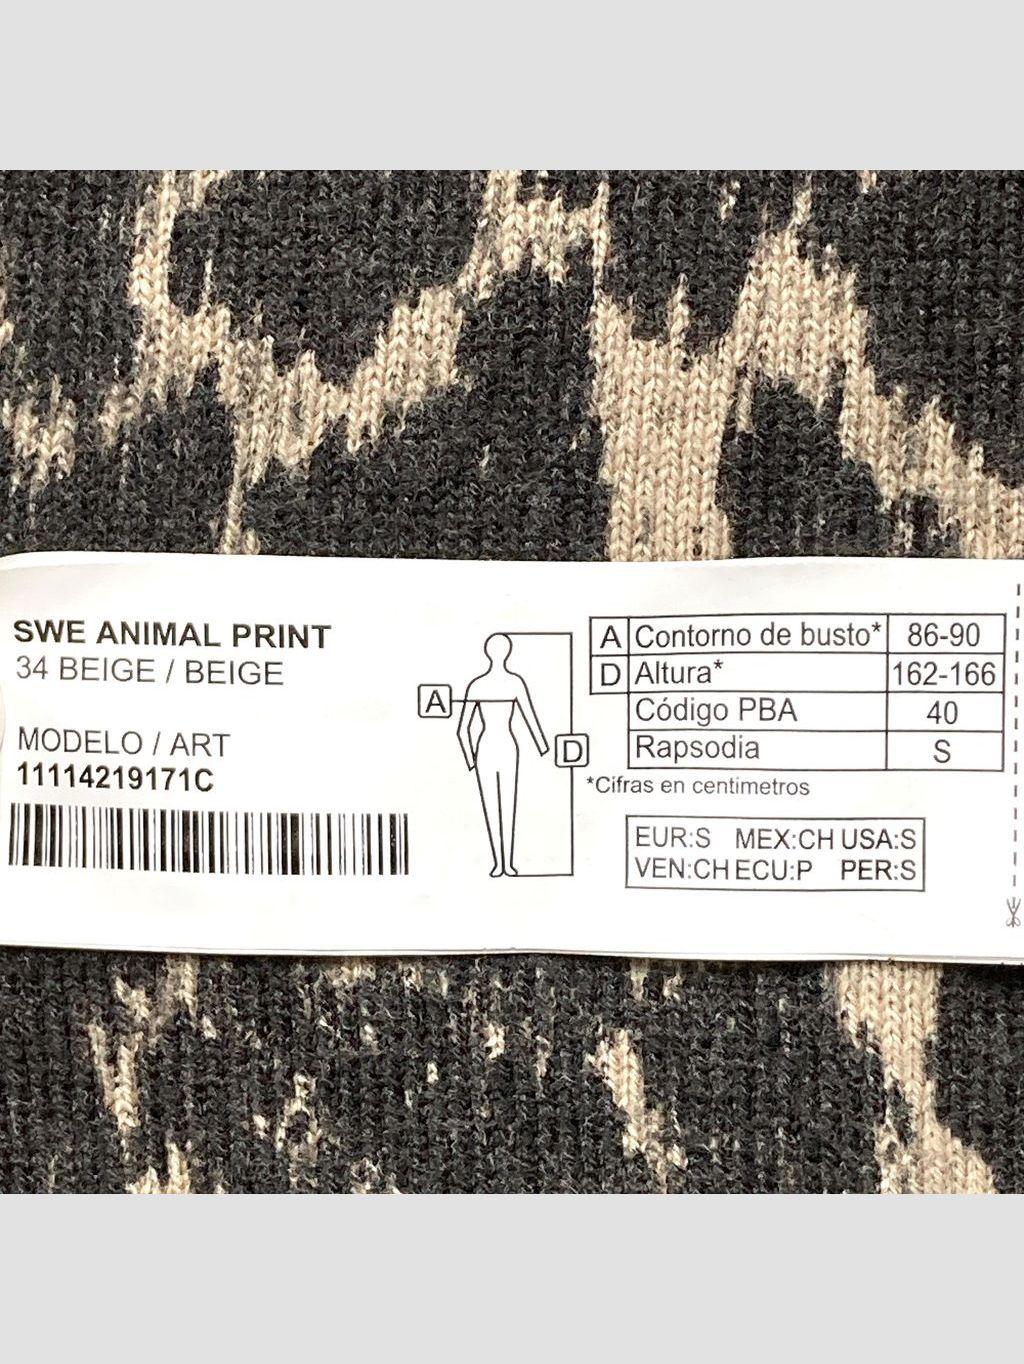 SWE ANIMAL PRINT
34 BEIGE / BEIGE
MODELO / ART
11114219171C
A
D
A Contorno de busto* 86-90
D Altura* 162-166
Código PBA 40
Rapsodia S
*Cifras en centimetros
EUR:S MEX:CH USA:S
VEN:CH ECU:P PER:S